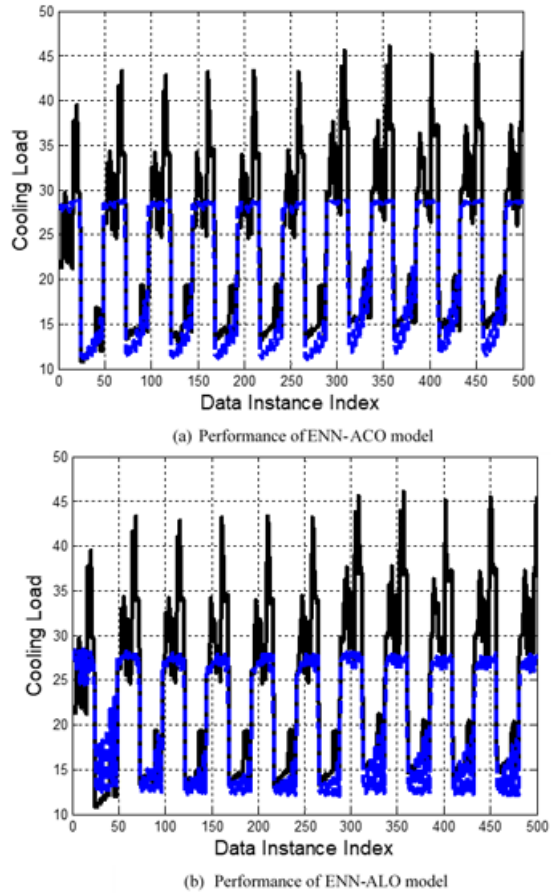 50
45
40
35
30
25
20
15
10
Cooling Load
0 50 100 150 200 250 300 350 400 450 500
Data Instance Index
(a) Performance of ENN-ACO model
50
45
40
35
30
25
20
15
10
Cooling Load
0 50 100 150 200 250 300 350 400 450 500
Data Instance Index
(b) Performance of ENN-ALO model